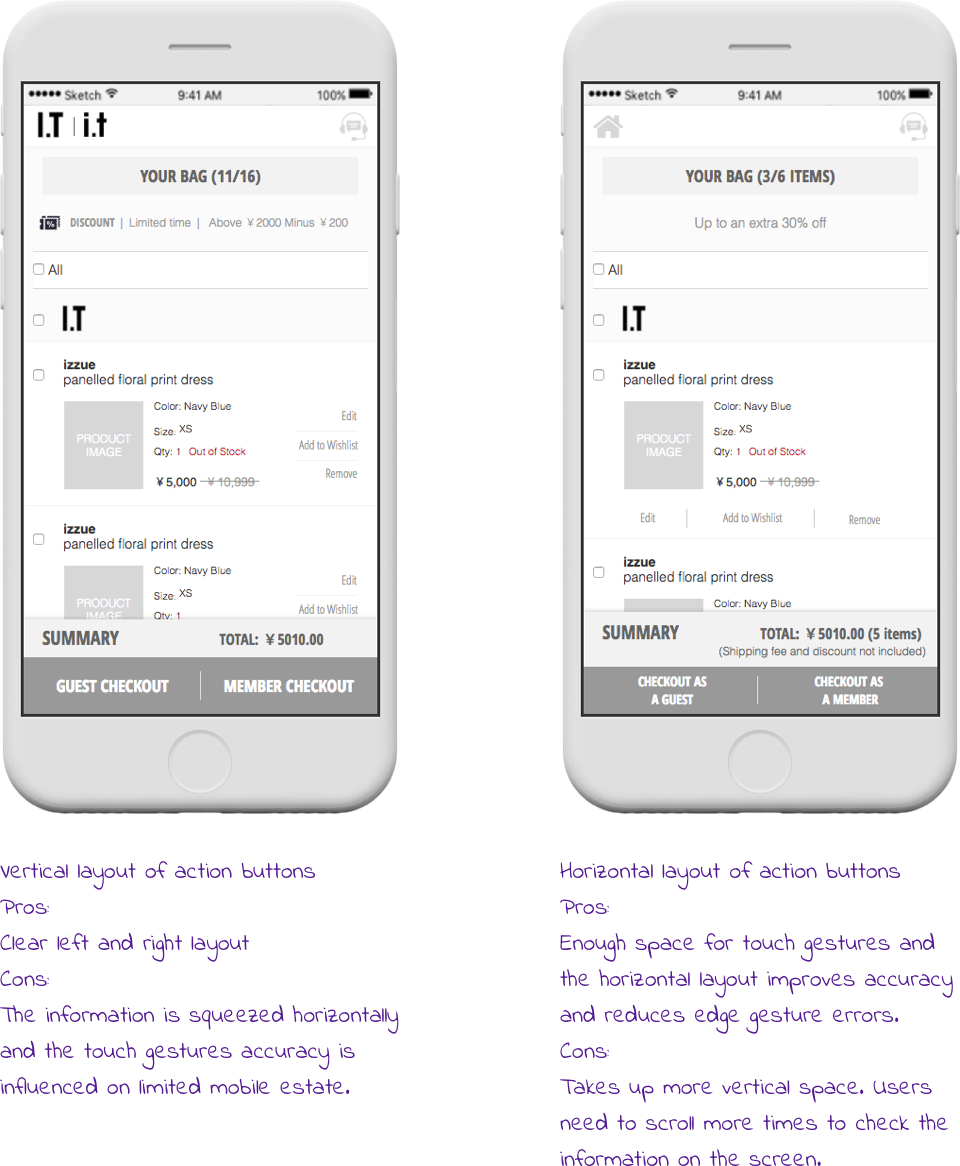 Sketch 9:41 AM 100%
I.T | i.t
YOUR BAG (11/16)
% DISCOUNT | Limited time | Above ¥2000 Minus ¥200
All
I.T
izzue
panelled floral print dress
PRODUCT IMAGE
Color: Navy Blue
Size: XS
Qty: 1 Out of Stock
¥5,000 ¥10,999
Edit
Add to Wishlist
Remove
izzue
panelled floral print dress
PRODUCT IMAGE
Color: Navy Blue
Size: XS
Qty: 1
Edit
Add to Wishlist
SUMMARY TOTAL: ¥5010.00
GUEST CHECKOUT MEMBER CHECKOUT
Vertical layout of action buttons
Pros:
Clear left and right layout
Cons:
The information is squeezed horizontally
and the touch gestures accuracy is
influenced on limited mobile estate.
Sketch 9:41 AM 100%
YOUR BAG (3/6 ITEMS)
Up to an extra 30% off
All
I.T
izzue
panelled floral print dress
PRODUCT IMAGE
Color: Navy Blue
Size: XS
Qty: 1 Out of Stock
¥5,000 ¥10,999
Edit Add to Wishlist Remove
izzue
panelled floral print dress
Color: Navy Blue
SUMMARY TOTAL: ¥5010.00 (5 items)
(Shipping fee and discount not included)
CHECKOUT AS
A GUEST
CHECKOUT AS
A MEMBER
Horizontal layout of action buttons
Pros:
Enough space for touch gestures and
the horizontal layout improves accuracy
and reduces edge gesture errors.
Cons:
Takes up more vertical space. Users
need to scroll more times to check the
information on the screen.